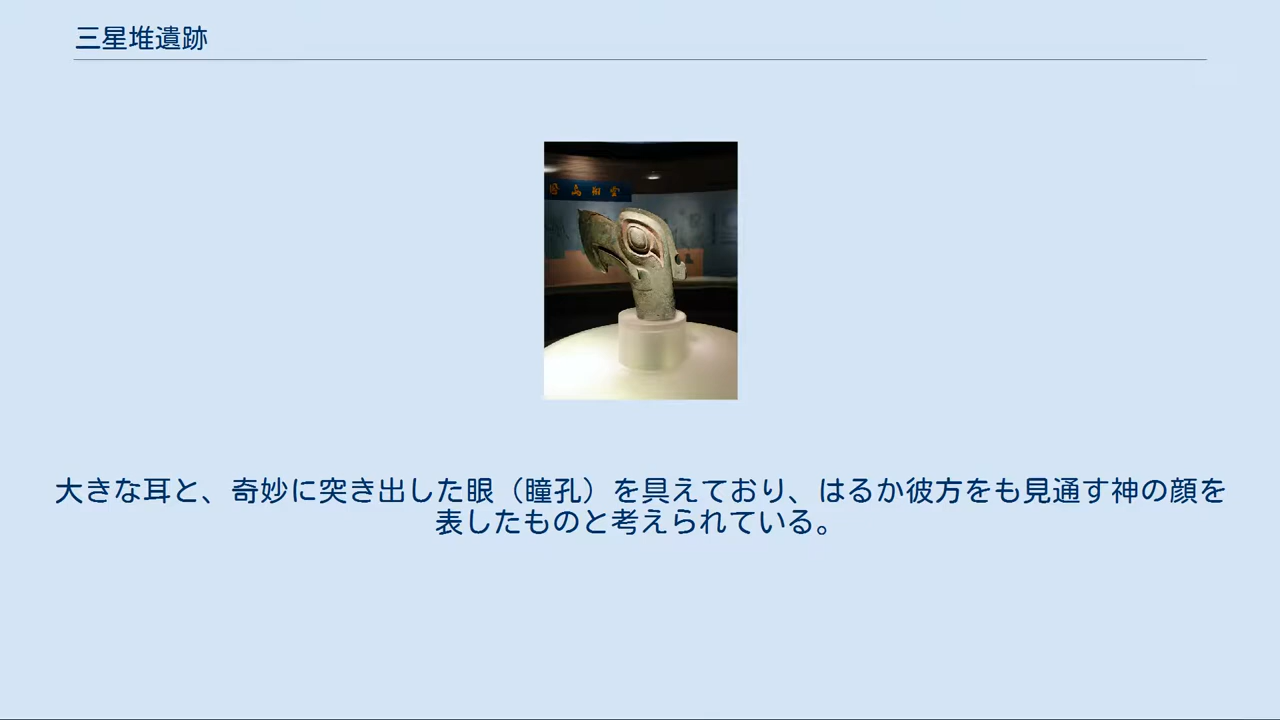 三星堆遺跡
大きな耳と、奇妙に突き出した眼（瞳孔）を具えており、はるか彼方をも見通す神の顔を
表したものと考えられている。